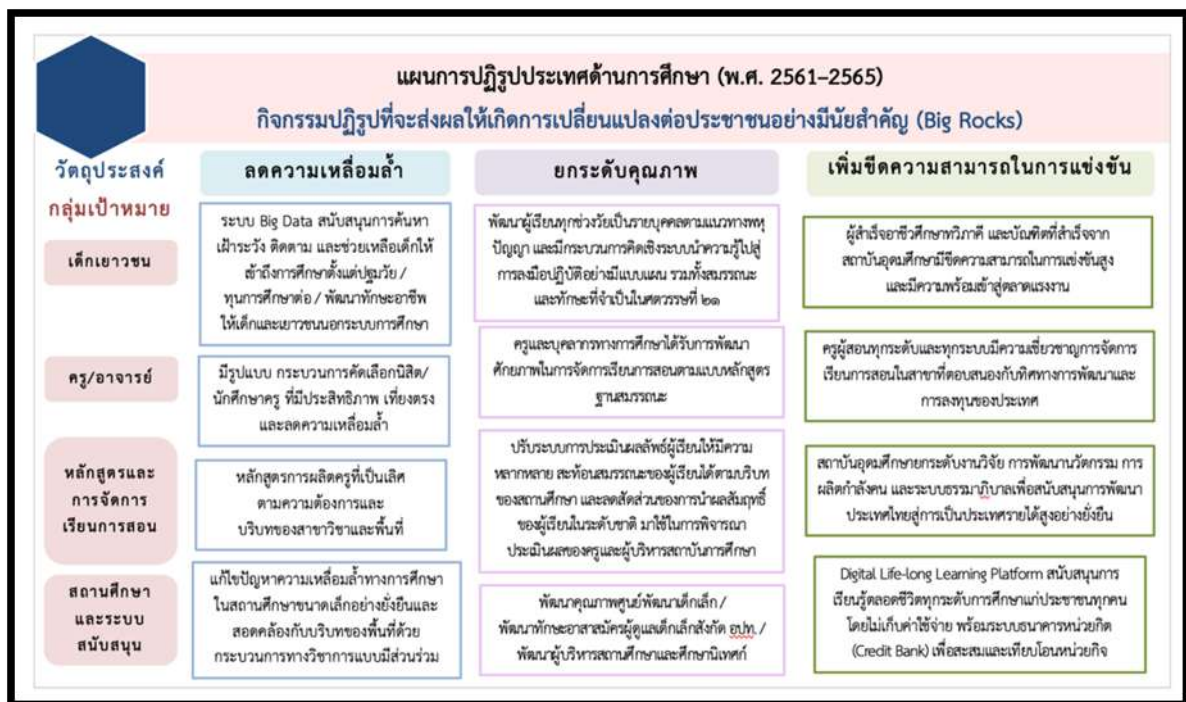 แผนการปฏิรูปประเทศด้านการศึกษา (พ.ศ. 2561–2565)
กิจกรรมปฏิรูปที่จะส่งผลให้เกิดการเปลี่ยนแปลงต่อประชาชนอย่างมีนัยสำคัญ (Big Rocks)
วัตถุประสงค์
กลุ่มเป้าหมาย
ลดความเหลื่อมล้ำ
ยกระดับคุณภาพ
เพิ่มขีดความสามารถในการแข่งขัน
เด็กเยาวชน
ระบบ Big Data สนับสนุนการค้นหา
เฝ้าระวัง ติดตาม และช่วยเหลือเด็กให้
เข้าถึงการศึกษาตั้งแต่ปฐมวัย /
ทุนการศึกษาต่อ / พัฒนาทักษะอาชีพ
ให้เด็กและเยาวชนนอกระบบการศึกษา
พัฒนาผู้เรียนทุกช่วงวัยเป็นรายบุคคลตามแนวทางพหุ
ปัญญา และมีกระบวนการคิดเชิงระบบนำความรู้ไปสู่
การลงมือปฏิบัติอย่างมีแบบแผน รวมทั้งสมรรถนะ
และทักษะที่จำเป็นในศตวรรษที่ ๒๑
ผู้สำเร็จอาชีวศึกษาทวิภาคี และบัณฑิตที่สำเร็จจาก
สถาบันอุดมศึกษามีขีดความสามารถในการแข่งขันสูง
และมีความพร้อมเข้าสู่ตลาดแรงงาน
ครู/อาจารย์
มีรูปแบบ กระบวนการคัดเลือกนิสิต/
นักศึกษาครู ที่มีประสิทธิภาพ เที่ยงตรง
และลดความเหลื่อมล้ำ
ครูและบุคลากรทางการศึกษาได้รับการพัฒนา
ศักยภาพในการจัดการเรียนการสอนตามแบบหลักสูตร
ฐานสมรรถนะ
ครูผู้สอนทุกระดับและทุกระบบมีความเชี่ยวชาญการจัดการ
เรียนการสอนในสาขาที่ตอบสนองกับทิศทางการพัฒนาและ
การลงทุนของประเทศ
หลักสูตรและ
การจัดการ
เรียนการสอน
หลักสูตรการผลิตครูที่เป็นเลิศ
ตามความต้องการและ
บริบทของสาขาวิชาและพื้นที่
ปรับระบบการประเมินผลลัพธ์ผู้เรียนให้มีความ
หลากหลาย สะท้อนสมรรถนะของผู้เรียนได้ตามบริบท
ของสถานศึกษา และลดสัดส่วนของการนำผลสัมฤทธิ์
ของผู้เรียนในระดับชาติ มาใช้ในการพิจารณา
ประเมินผลของครูและผู้บริหารสถาบันการศึกษา
สถาบันอุดมศึกษายกระดับงานวิจัย การพัฒนานวัตกรรม การ
ผลิตกำลังคน และระบบธรรมาภิบาลเพื่อสนับสนุนการพัฒนา
ประเทศไทยสู่การเป็นประเทศรายได้สูงอย่างยั่งยืน
สถานศึกษา
และระบบ
สนับสนุน
แก้ไขปัญหาความเหลื่อมล้ำทางการศึกษา
ในสถานศึกษาขนาดเล็กอย่างยั่งยืนและ
สอดคล้องกับบริบทของพื้นที่ด้วย
กระบวนการทางวิชาการแบบมีส่วนร่วม
พัฒนาคุณภาพศูนย์พัฒนาเด็กเล็ก /
พัฒนาทักษะอาสาสมัครผู้ดูแลเด็กเล็กสังกัด อปท. /
พัฒนาผู้บริหารสถานศึกษาและศึกษานิเทศก์
Digital Life-long Learning Platform สนับสนุนการ
เรียนรู้ตลอดชีวิตทุกระดับการศึกษาแก่ประชาชนทุกคน
โดยไม่เก็บค่าใช้จ่าย พร้อมระบบธนาคารหน่วยกิต
(Credit Bank) เพื่อสะสมและเทียบโอนหน่วยกิจ